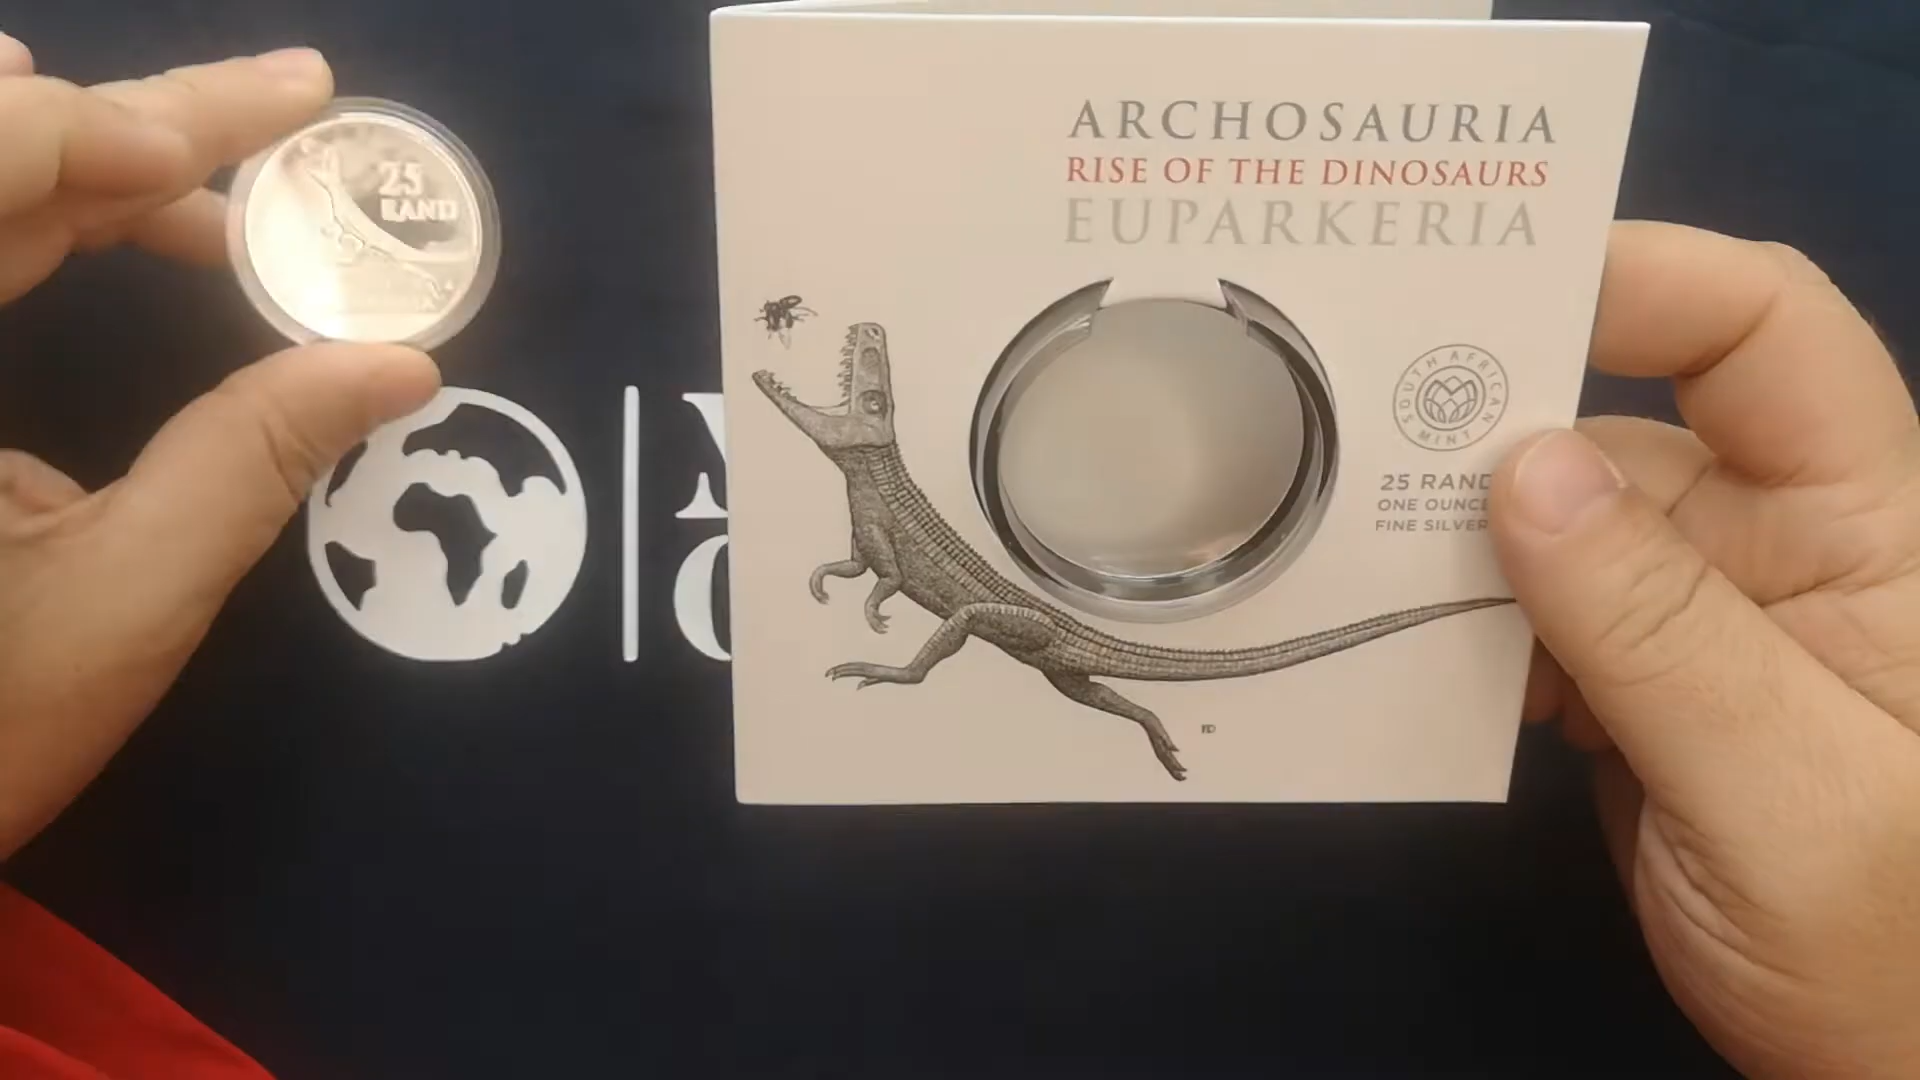 25
RAND
ARCHOSAURIA
RISE OF THE DINOSAURS
EUPARKERIA
SOUTH AFRICAN MINT
25 RAND
ONE OUNCE
FINE SILVER